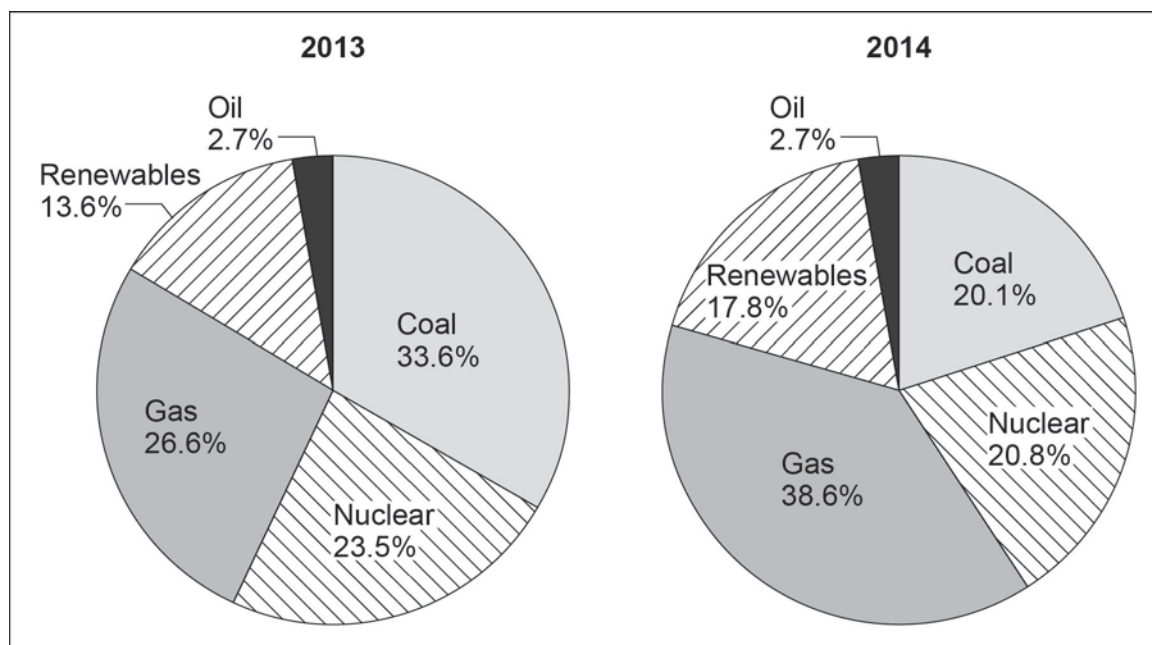 2013
Oil
2.7%
Renewables
13.6%
Coal
33.6%
Gas
26.6%
Nuclear
23.5%
2014
Oil
2.7%
Renewables
17.8%
Coal
20.1%
Nuclear
20.8%
Gas
38.6%